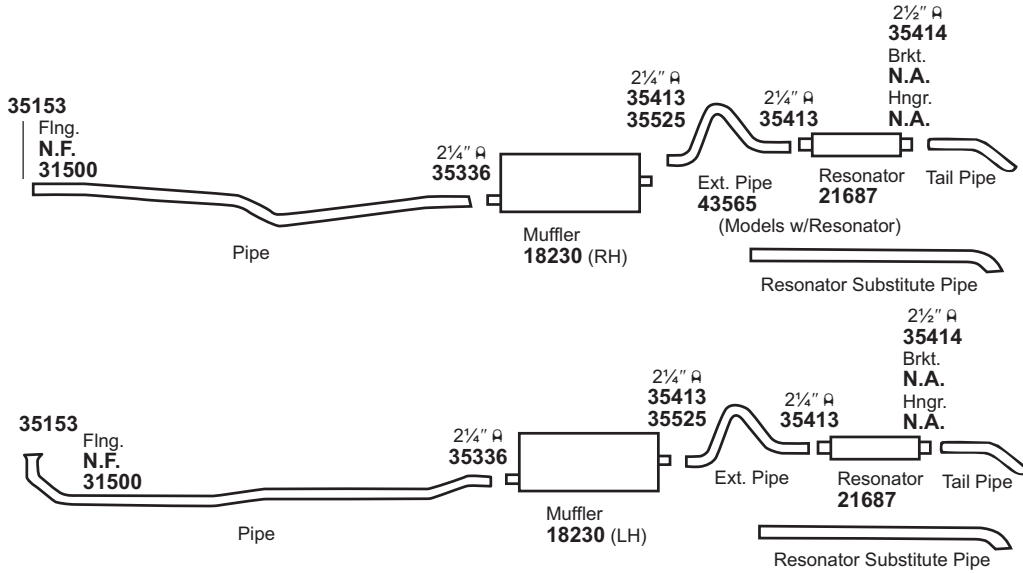 35153
Flng.
N.F.
31500
Pipe
2¼"
35336
Muffler
18230 (RH)
2¼"
35413
35525
Ext. Pipe
43565
(Models w/Resonator)
2¼"
35413
Resonator
21687
2½"
35414
Brkt.
N.A.
Hngr.
N.A.
Tail Pipe
Resonator Substitute Pipe
35153
Flng.
N.F.
31500
Pipe
2¼"
35336
Muffler
18230 (LH)
2¼"
35413
35525
Ext. Pipe
2¼"
35413
Resonator
21687
2½"
35414
Brkt.
N.A.
Hngr.
N.A.
Tail Pipe
Resonator Substitute Pipe